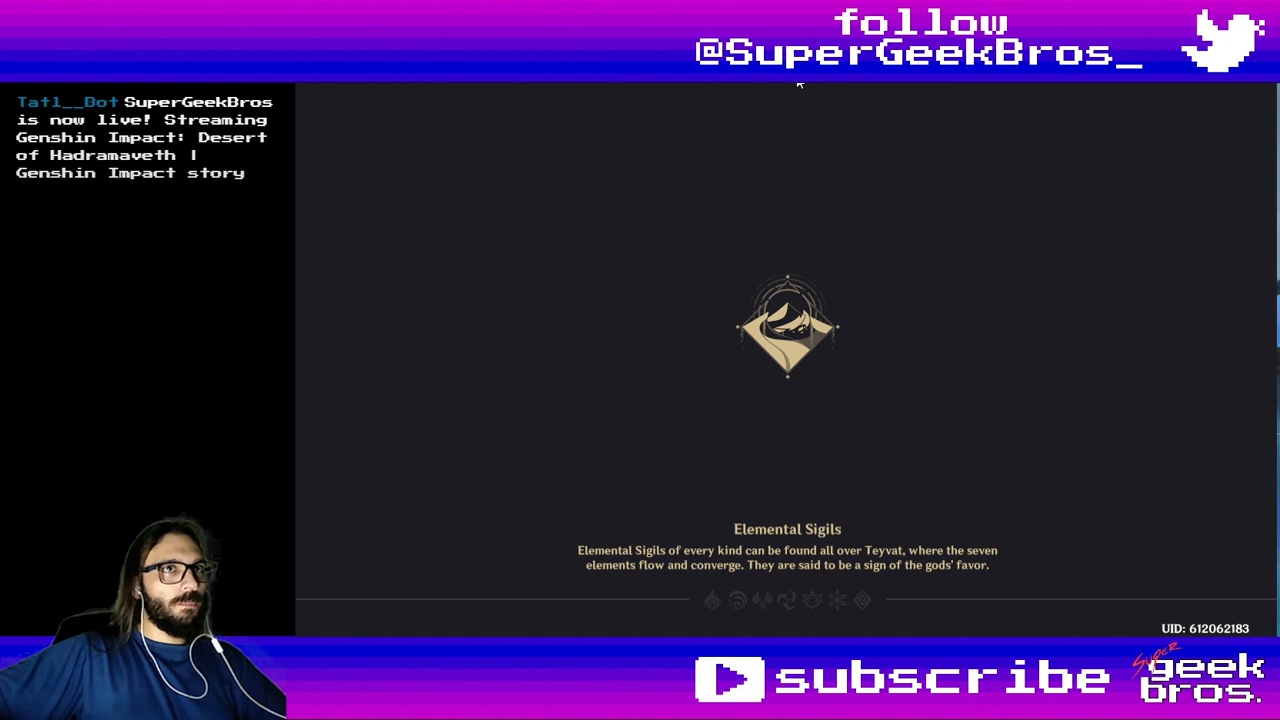 follow
@SuperGeekBros_
Tatl__Bot SuperGeekBros
is now live! Streaming
Genshin Impact: Desert
of Hadramaveth |
Genshin Impact story
Elemental Sigils
Elemental Sigils of every kind can be found all over Teyvat, where the seven
elements flow and converge. They are said to be a sign of the gods' favor.
UID: 612062183
subscribe
SUPER
geek
bros.